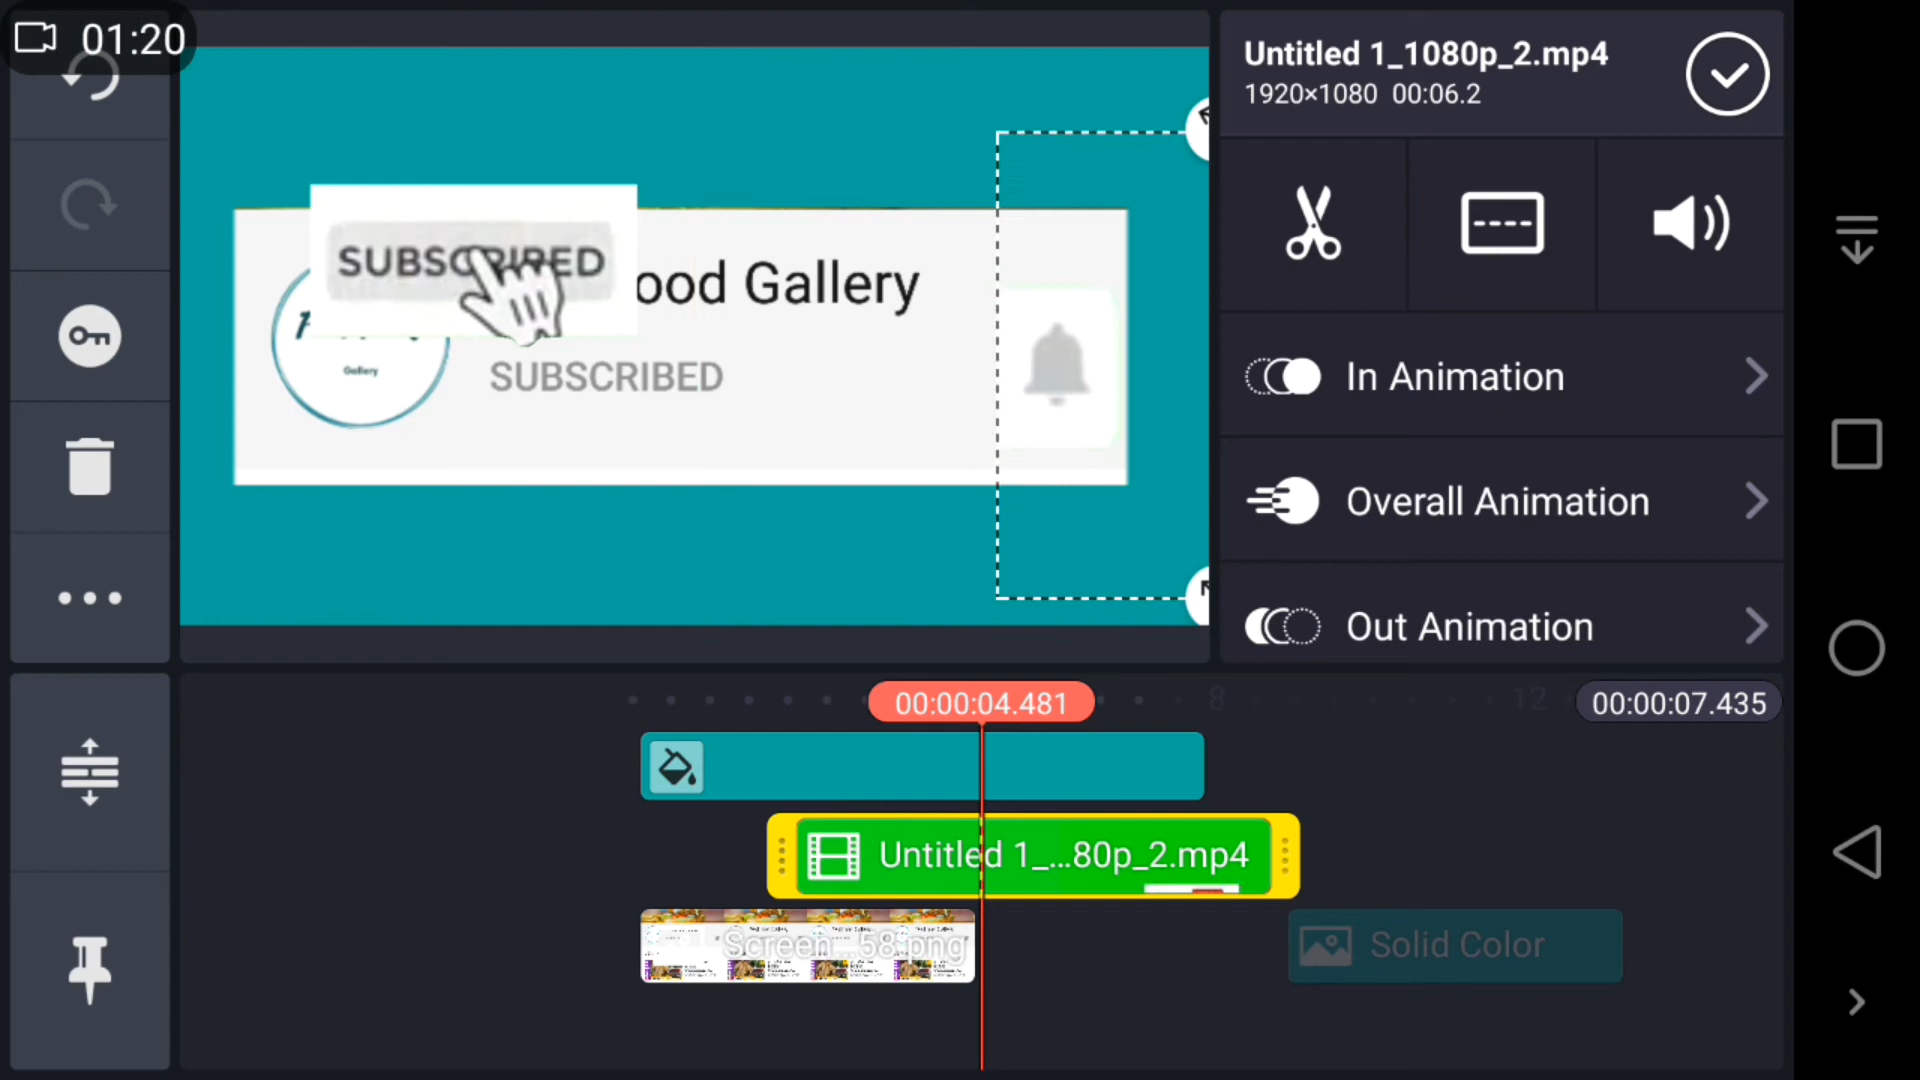 01:20
Untitled 1_1080p_2.mp4
1920×1080 00:06.2
SUBSCRIBED
ood Gallery
Gallery
SUBSCRIBED
In Animation
Overall Animation
Out Animation
00:00:04.481
8
12
00:00:07.435
Untitled 1_...80p_2.mp4
Screen...58.png
Solid Color